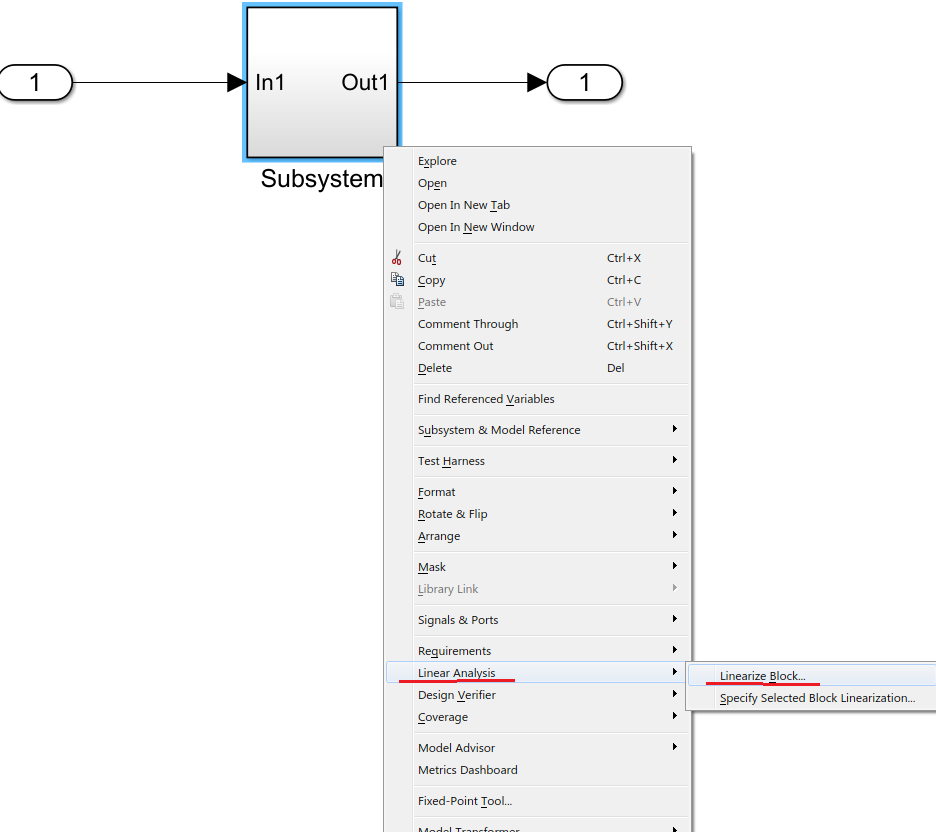 1
In1 Out1
1
Subsystem
Explore
Open
Open In New Tab
Open In New Window
Cut Ctrl+X
Copy Ctrl+C
Paste Ctrl+V
Comment Through Ctrl+Shift+Y
Comment Out Ctrl+Shift+X
Delete Del
Find Referenced Variables
Subsystem & Model Reference
Test Harness
Format
Rotate & Flip
Arrange
Mask
Library Link
Signals & Ports
Requirements
Linear Analysis
Linearize Block...
Design Verifier
Specify Selected Block Linearization...
Coverage
Model Advisor
Metrics Dashboard
Fixed-Point Tool...
Model Transformer